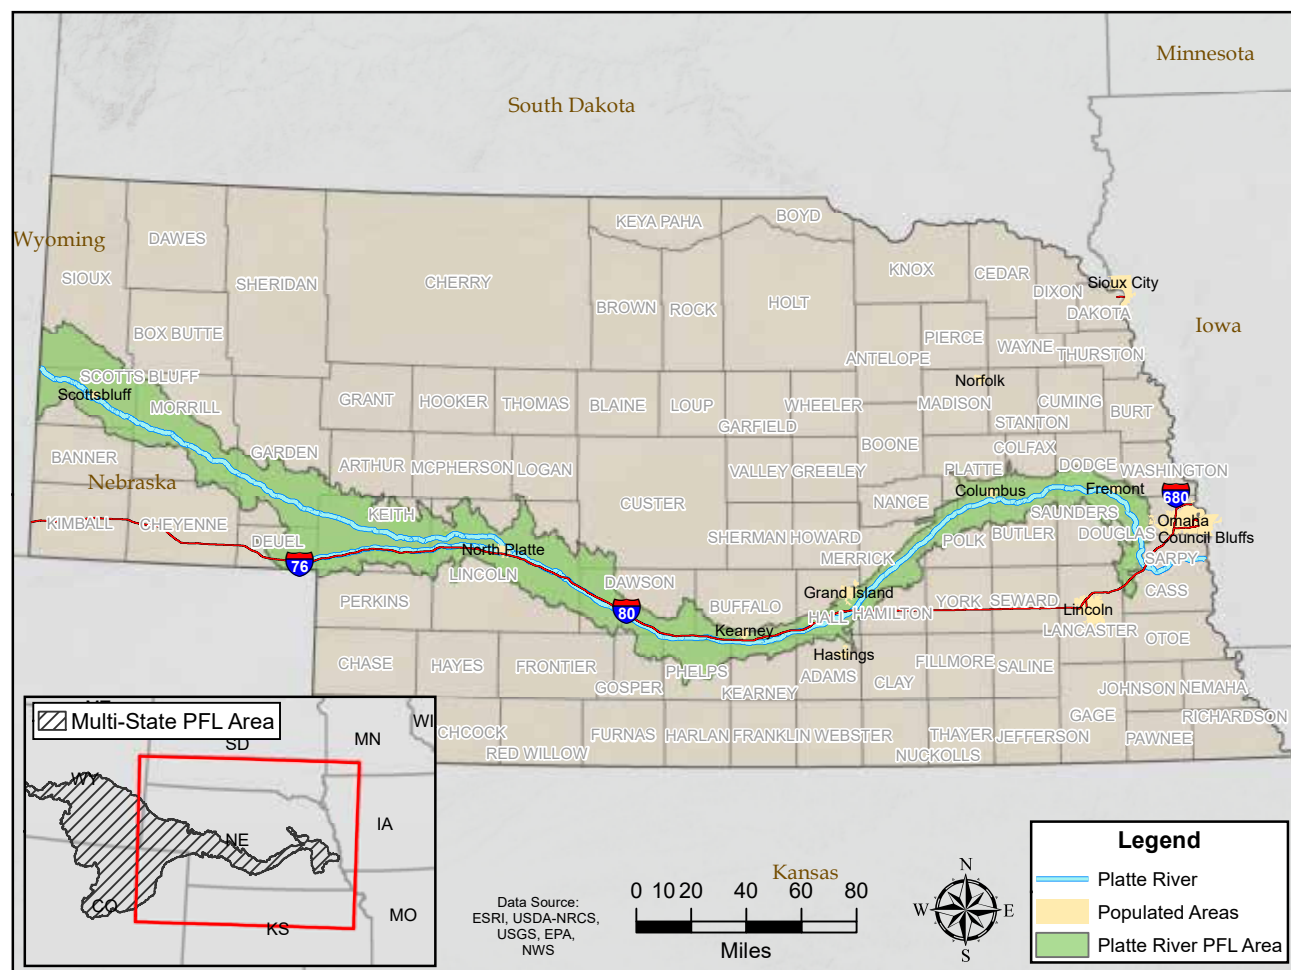 Minnesota
South Dakota
Wyoming
Iowa
KEYA PAHA
BOYD
DAWES
SIOUX
SHERIDAN
CHERRY
BROWN
ROCK
HOLT
KNOX
CEDAR
DIXON
DAKOTA
Sioux City
BOX BUTTE
ANTELOPE
PIERCE
WAYNE
THURSTON
SCOTTS BLUFF
Scottsbluff
MORRILL
GRANT
HOOKER
THOMAS
BLAINE
LOUP
GARFIELD
WHEELER
Norfolk
MADISON
STANTON
CUMING
BURT
BANNER
Nebraska
GARDEN
ARTHUR
MCPHERSON
LOGAN
CUSTER
VALLEY
GREELEY
BOONE
PLATTE
COLFAX
DODGE
WASHINGTON
KIMBALL
CHEYENNE
DEUEL
KEITH
NANCE
Columbus
Fremont
680
Omaha
Council Bluffs
SAUNDERS
DOUGLAS
SARPY
76
North Platte
LINCOLN
SHERMAN
HOWARD
MERRICK
POLK
BUTLER
CASS
PERKINS
DAWSON
80
BUFFALO
Kearney
Grand Island
HALL
HAMILTON
YORK
SEWARD
Lincoln
LANCASTER
OTOE
CHASE
HAYES
FRONTIER
GOSPER
PHELPS
KEARNEY
Hastings
ADAMS
CLAY
FILLMORE
SALINE
JOHNSON
NEMAHA
GAGE
RICHARDSON
PAWNEE
CHCOCK
RED WILLOW
FURNAS
HARLAN
FRANKLIN
WEBSTER
NUCKOLLS
THAYER
JEFFERSON
Multi-State PFL Area
SD
MN
WI
WY
NE
IA
CO
KS
MO
Data Source:
ESRI, USDA-NRCS,
USGS, EPA,
NWS
Kansas
0 10 20 40 60 80
Miles
N
W
E
S
Legend
Platte River
Populated Areas
Platte River PFL Area